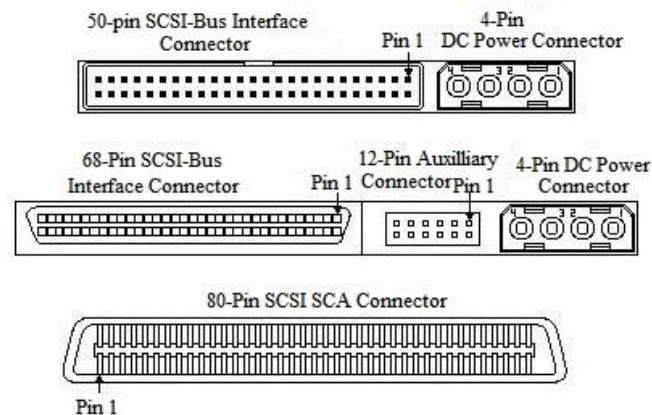 50-pin SCSI-Bus Interface
Connector
Pin 1
4-Pin
DC Power Connector
4 3 2 1
68-Pin SCSI-Bus
Interface Connector
Pin 1
12-Pin Auxilliary
Connector
Pin 1
4-Pin DC Power
Connector
4 3 2 1
80-Pin SCSI SCA Connector
Pin 1